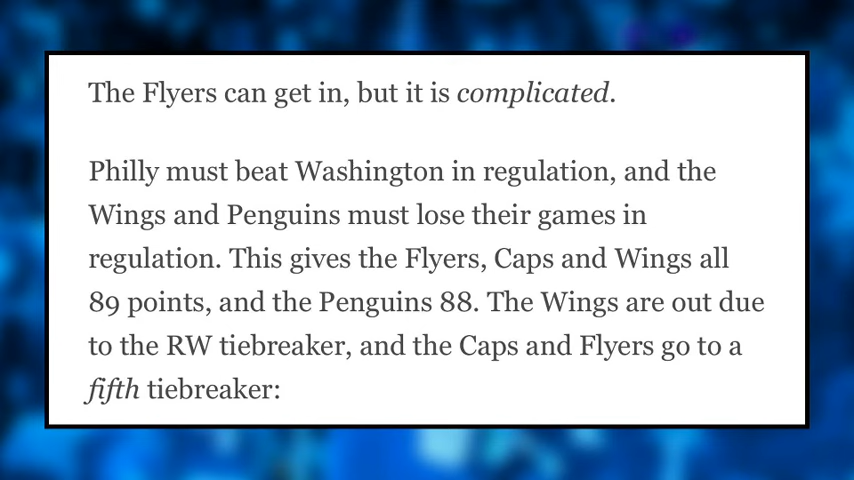 The Flyers can get in, but it is complicated.
Philly must beat Washington in regulation, and the
Wings and Penguins must lose their games in
regulation. This gives the Flyers, Caps and Wings all
89 points, and the Penguins 88. The Wings are out due
to the RW tiebreaker, and the Caps and Flyers go to a
fifth tiebreaker: